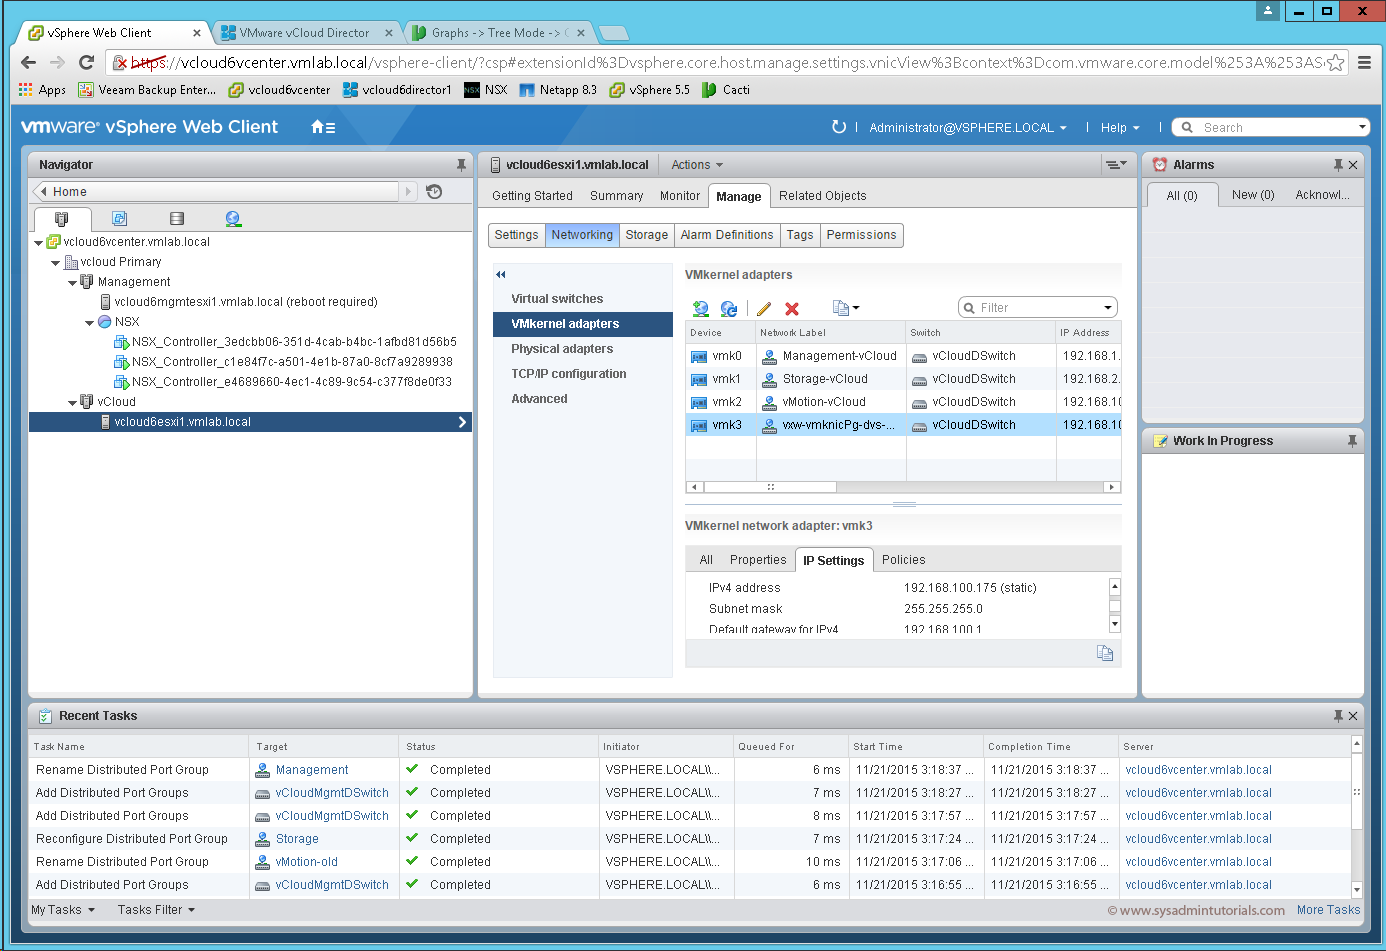 vSphere Web Client
VMware vCloud Director
Graphs -> Tree Mode ->
https://vcloud6vcenter.vmlab.local/vsphere-client/?csp#extensionId%3Dvsphere.core.host.manage.settings.vnicView%3Bcontext%3Dcom.vmware.core.model%253A%253AS
Apps Veeam Backup Enter... vcloud6vcenter vcloud6director1 NSX Netapp 8.3 vSphere 5.5 Cacti
vmware® vSphere Web Client
Administrator@VSPHERE.LOCAL Help Search
Navigator
Home
vcloud6vcenter.vmlab.local
vcloud Primary
Management
vcloud6mgmtesxi1.vmlab.local (reboot required)
NSX
NSX_Controller_3edcbb06-351d-4cab-b4bc-1afbd81d56b5
NSX_Controller_c1e84f7c-a501-4e1b-87a0-8cf7a9289938
NSX_Controller_e4689660-4ec1-4c89-9c54-c377f8de0f33
vCloud
vcloud6esxi1.vmlab.local
vcloud6esxi1.vmlab.local Actions
Getting Started Summary Monitor Manage Related Objects
Settings Networking Storage Alarm Definitions Tags Permissions
Virtual switches
VMkernel adapters
Physical adapters
TCP/IP configuration
Advanced
VMkernel adapters
Filter
Device Network Label Switch IP Address
vmk0 Management-vCloud vCloudDSwitch 192.168.1.
vmk1 Storage-vCloud vCloudDSwitch 192.168.2.
vmk2 vMotion-vCloud vCloudDSwitch 192.168.10
vmk3 vxw-vmknicPg-dvs-... vCloudDSwitch 192.168.10
VMkernel network adapter: vmk3
All Properties IP Settings Policies
IPv4 address 192.168.100.175 (static)
Subnet mask 255.255.255.0
Default gateway for IPv4 192.168.100.1
Alarms
All (0) New (0) Acknowl...
Work In Progress
Recent Tasks
Task Name Target Status Initiator Queued For Start Time Completion Time Server
Rename Distributed Port Group Management Completed VSPHERE.LOCAL\\... 6 ms 11/21/2015 3:18:37 ... 11/21/2015 3:18:37 ... vcloud6vcenter.vmlab.local
Add Distributed Port Groups vCloudMgmtDSwitch Completed VSPHERE.LOCAL\\... 7 ms 11/21/2015 3:18:27 ... 11/21/2015 3:18:27 ... vcloud6vcenter.vmlab.local
Add Distributed Port Groups vCloudMgmtDSwitch Completed VSPHERE.LOCAL\\... 8 ms 11/21/2015 3:17:57 ... 11/21/2015 3:17:57 ... vcloud6vcenter.vmlab.local
Reconfigure Distributed Port Group Storage Completed VSPHERE.LOCAL\\... 7 ms 11/21/2015 3:17:24 ... 11/21/2015 3:17:24 ... vcloud6vcenter.vmlab.local
Rename Distributed Port Group vMotion-old Completed VSPHERE.LOCAL\\... 10 ms 11/21/2015 3:17:06 ... 11/21/2015 3:17:06 ... vcloud6vcenter.vmlab.local
Add Distributed Port Groups vCloudMgmtDSwitch Completed VSPHERE.LOCAL\\... 6 ms 11/21/2015 3:16:55 ... 11/21/2015 3:16:55 ... vcloud6vcenter.vmlab.local
My Tasks Tasks Filter © www.sysadmintutorials.com More Tasks